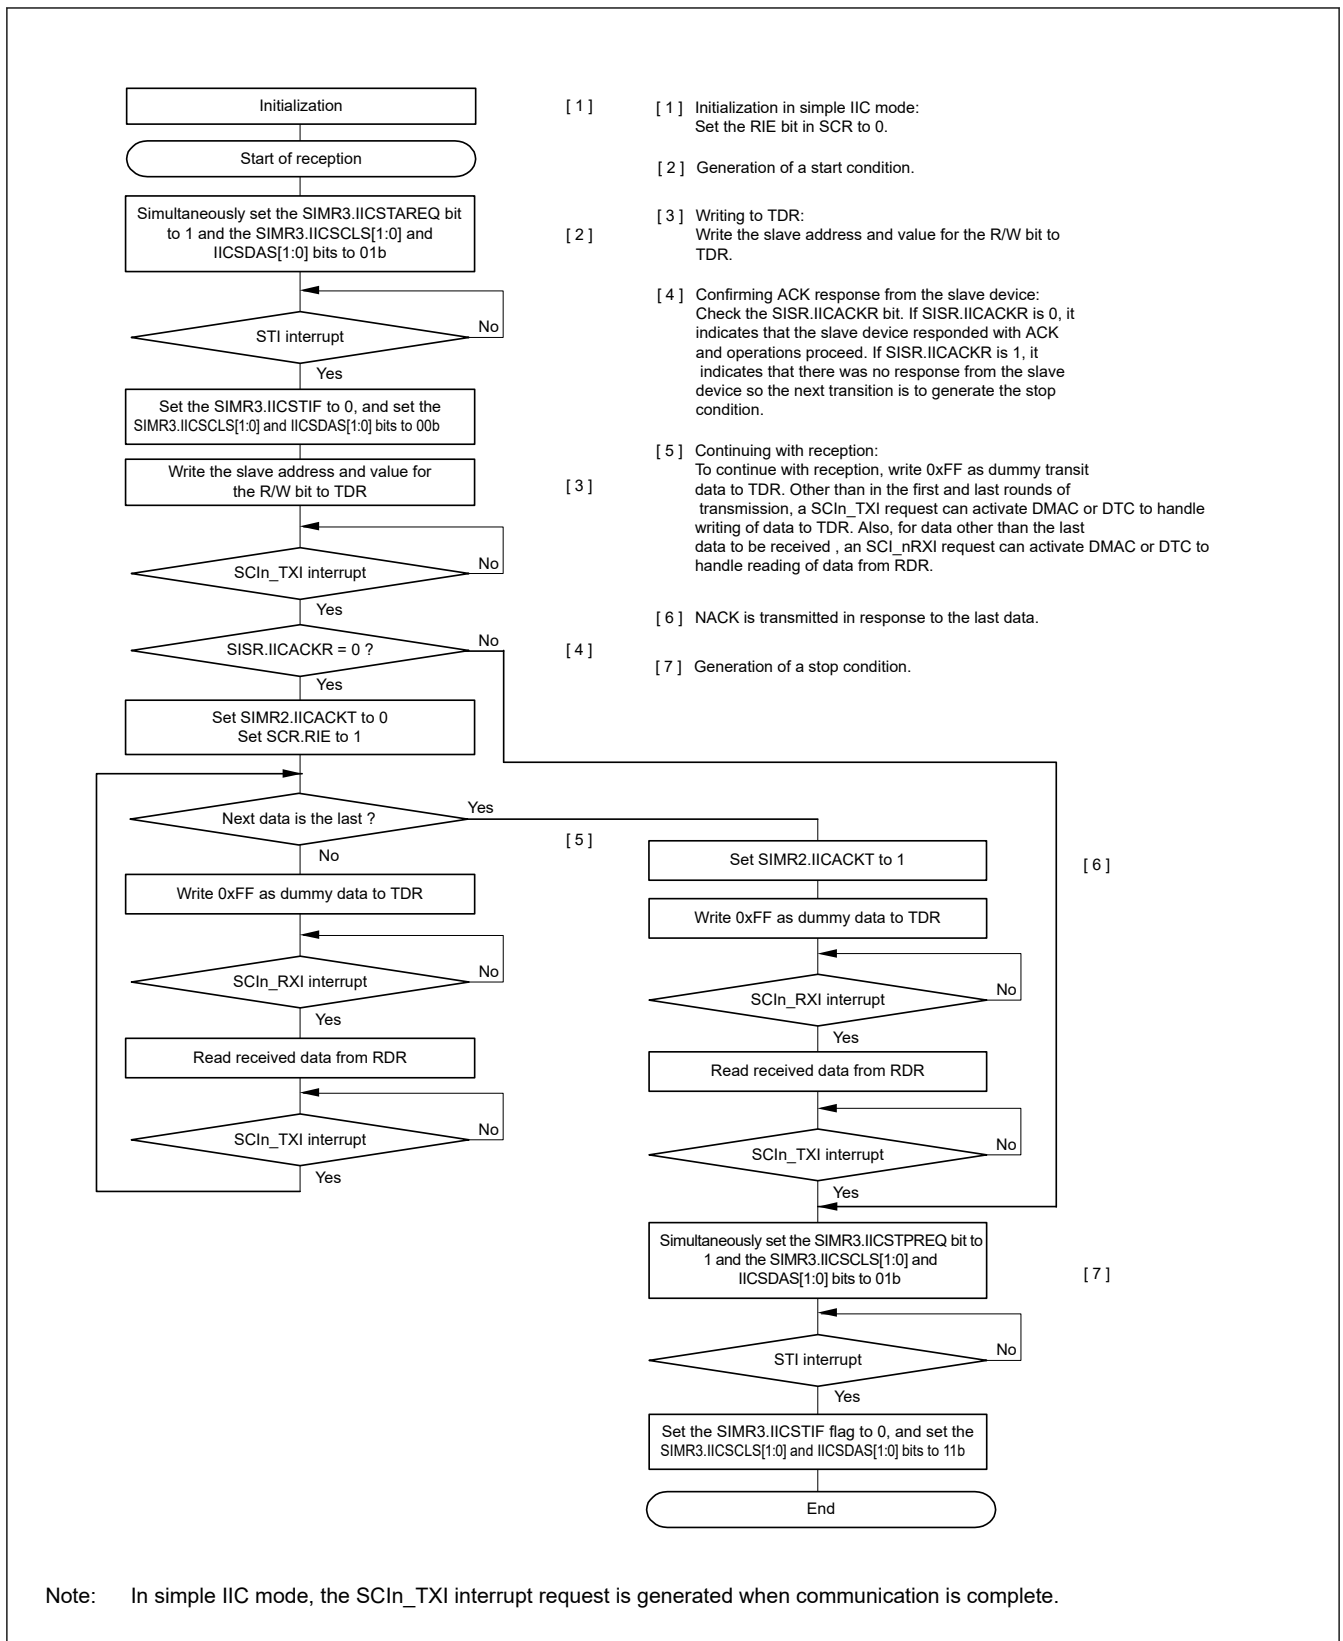 Initialization
[ 1 ]
Start of reception
Simultaneously set the SIMR3.IICSTAREQ bit
to 1 and the SIMR3.IICSCLS[1:0] and
IICSDAS[1:0] bits to 01b
[ 2 ]
STI interrupt
No
Yes
Set the SIMR3.IICSTIF to 0, and set the
SIMR3.IICSCLS[1:0] and IICSDAS[1:0] bits to 00b
Write the slave address and value for
the R/W bit to TDR
[ 3 ]
SCIn_TXI interrupt
No
Yes
SISR.IICACKR = 0 ?
No
[ 4 ]
Yes
Set SIMR2.IICACKT to 0
Set SCR.RIE to 1
Next data is the last ?
Yes
[ 5 ]
No
Write 0xFF as dummy data to TDR
SCIn_RXI interrupt
No
Yes
Read received data from RDR
SCIn_TXI interrupt
No
Yes
[ 1 ] Initialization in simple IIC mode:
Set the RIE bit in SCR to 0.
[ 2 ] Generation of a start condition.
[ 3 ] Writing to TDR:
Write the slave address and value for the R/W bit to
TDR.
[ 4 ] Confirming ACK response from the slave device:
Check the SISR.IICACKR bit. If SISR.IICACKR is 0, it
indicates that the slave device responded with ACK
and operations proceed. If SISR.IICACKR is 1, it
indicates that there was no response from the slave
device so the next transition is to generate the stop
condition.
[ 5 ] Continuing with reception:
To continue with reception, write 0xFF as dummy transit
data to TDR. Other than in the first and last rounds of
transmission, a SCIn_TXI request can activate DMAC or DTC to handle
writing of data to TDR. Also, for data other than the last
data to be received , an SCI_nRXI request can activate DMAC or DTC to
handle reading of data from RDR.
[ 6 ] NACK is transmitted in response to the last data.
[ 7 ] Generation of a stop condition.
Set SIMR2.IICACKT to 1
[ 6 ]
Write 0xFF as dummy data to TDR
SCIn_RXI interrupt
No
Yes
Read received data from RDR
SCIn_TXI interrupt
No
Yes
Simultaneously set the SIMR3.IICSTPREQ bit to
1 and the SIMR3.IICSCLS[1:0] and
IICSDAS[1:0] bits to 01b
[ 7 ]
STI interrupt
No
Yes
Set the SIMR3.IICSTIF flag to 0, and set the
SIMR3.IICSCLS[1:0] and IICSDAS[1:0] bits to 11b
End
Note: In simple IIC mode, the SCIn_TXI interrupt request is generated when communication is complete.